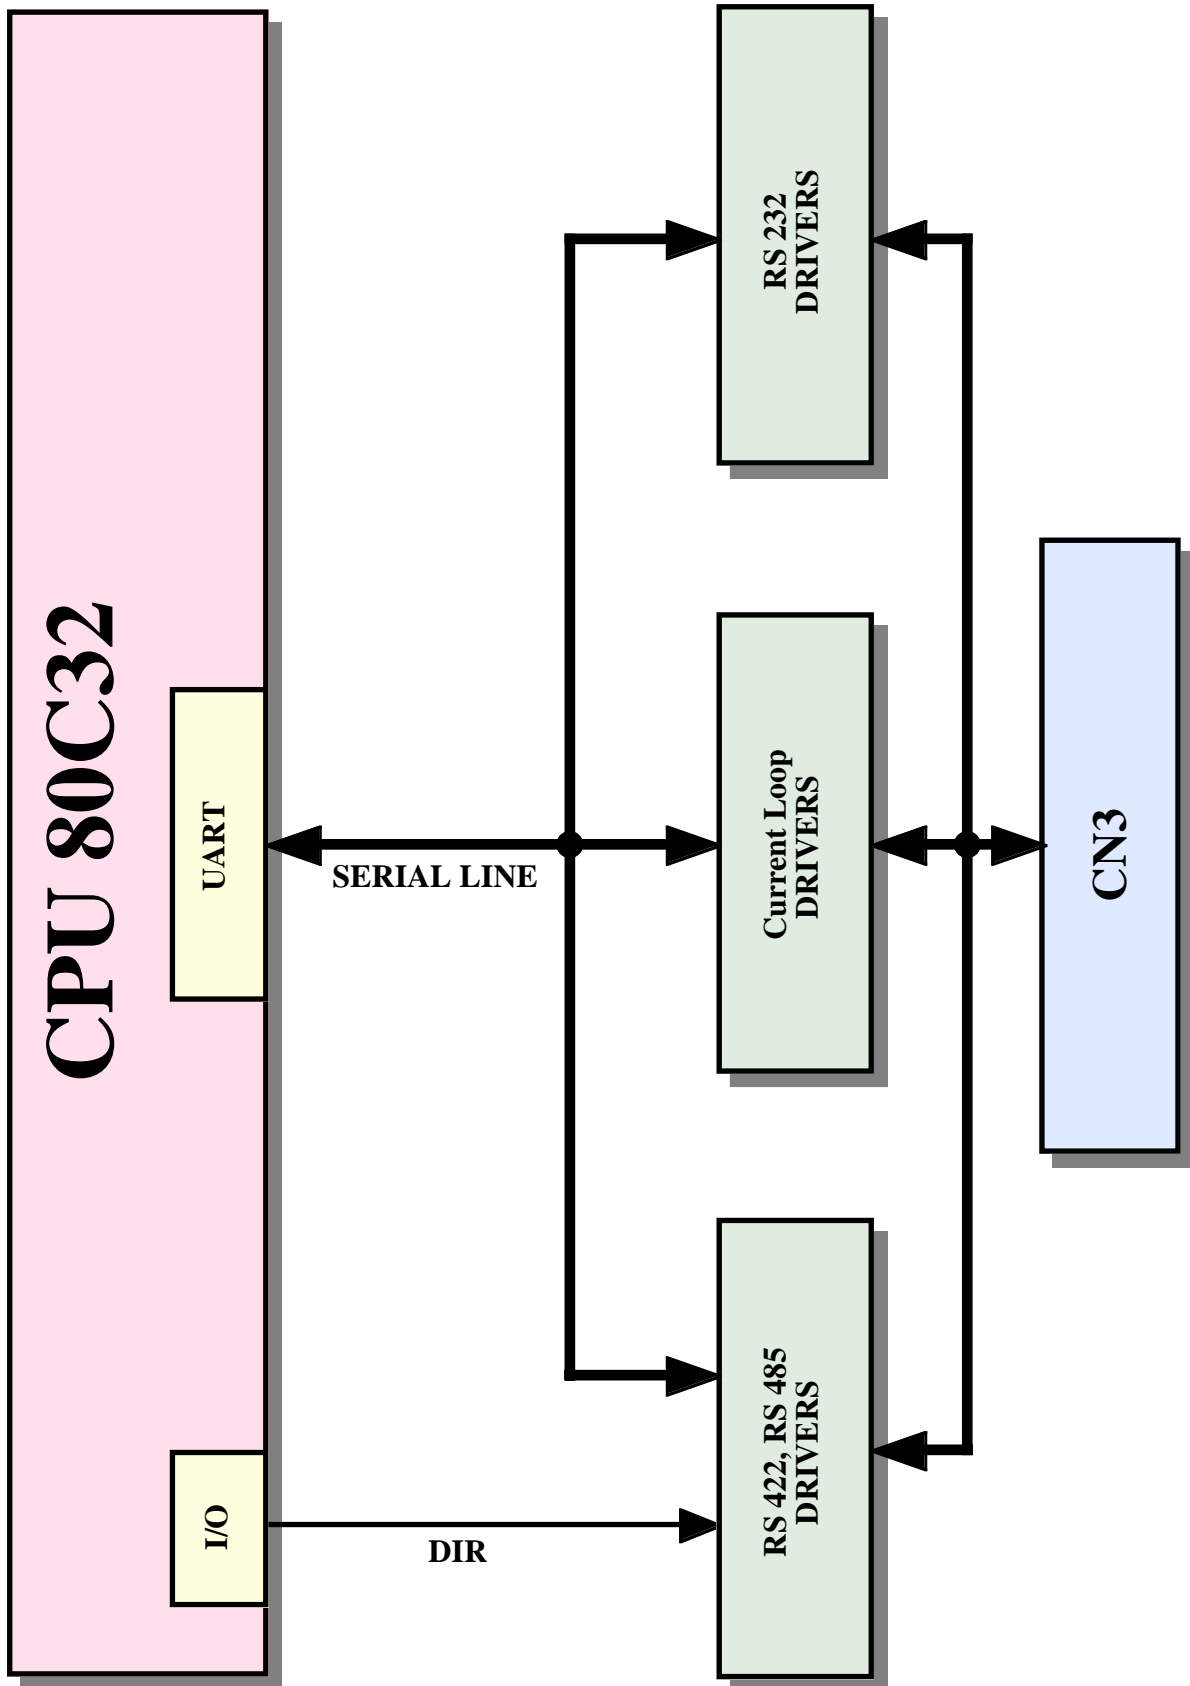 CPU 80C32
I/O
UART
DIR
SERIAL LINE
RS 422, RS 485
DRIVERS
Current Loop
DRIVERS
RS 232
DRIVERS
CN3